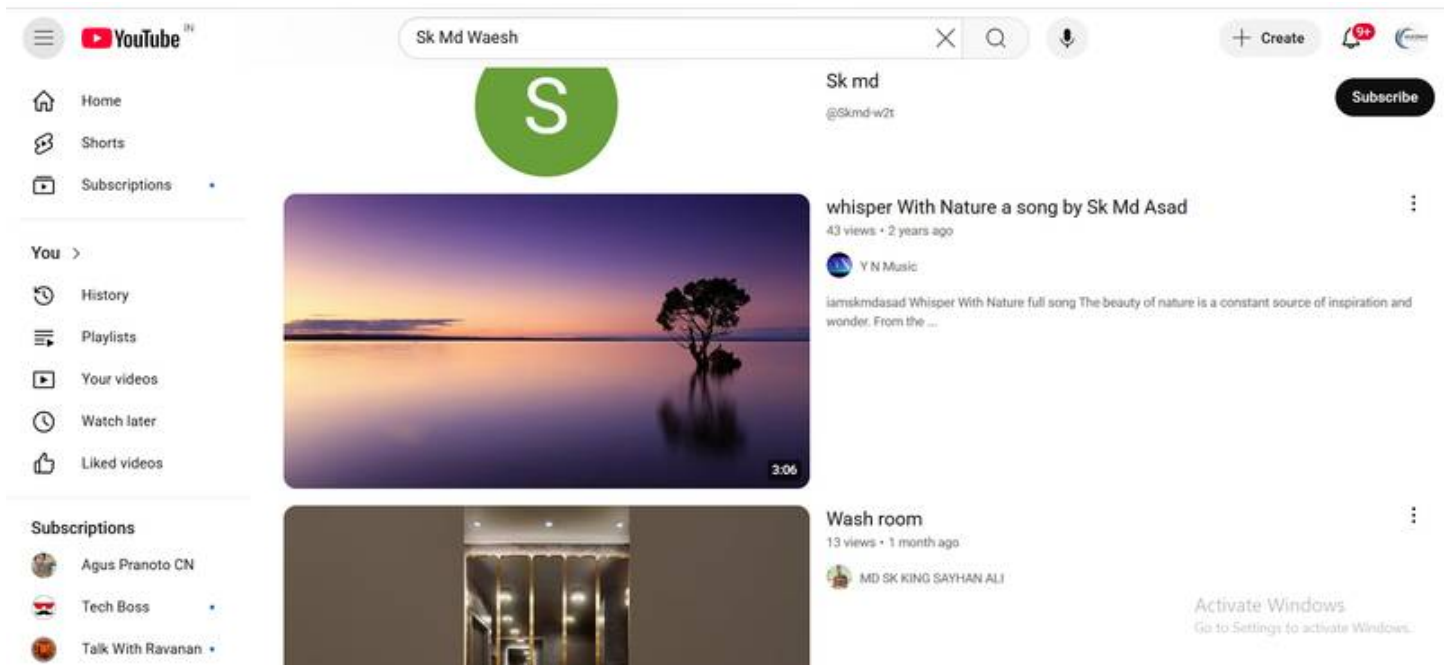 YouTube IN
Sk Md Waesh
Create
9+
Home
Shorts
Subscriptions
You
History
Playlists
Your videos
Watch later
Liked videos
Subscriptions
Agus Pranoto CN
Tech Boss
Talk With Ravanan
S
Sk md
@Skmd-w2t
Subscribe
3:06
whisper With Nature a song by Sk Md Asad
43 views • 2 years ago
Y N Music
iamskmdasad Whisper With Nature full song The beauty of nature is a constant source of inspiration and
wonder. From the ...
Wash room
13 views • 1 month ago
MD SK KING SAYHAN ALI
Activate Windows
Go to Settings to activate Windows.